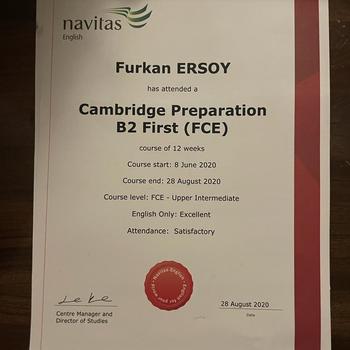 navitas
English
Furkan ERSOY
has attended a
Cambridge Preparation
B2 First (FCE)
course of 12 weeks
Course start: 8 June 2020
Course end: 28 August 2020
Course level: FCE - Upper Intermediate
English Only: Excellent
Attendance: Satisfactory
Navitas English
Centre Manager and
Director of Studies
28 August 2020
Date